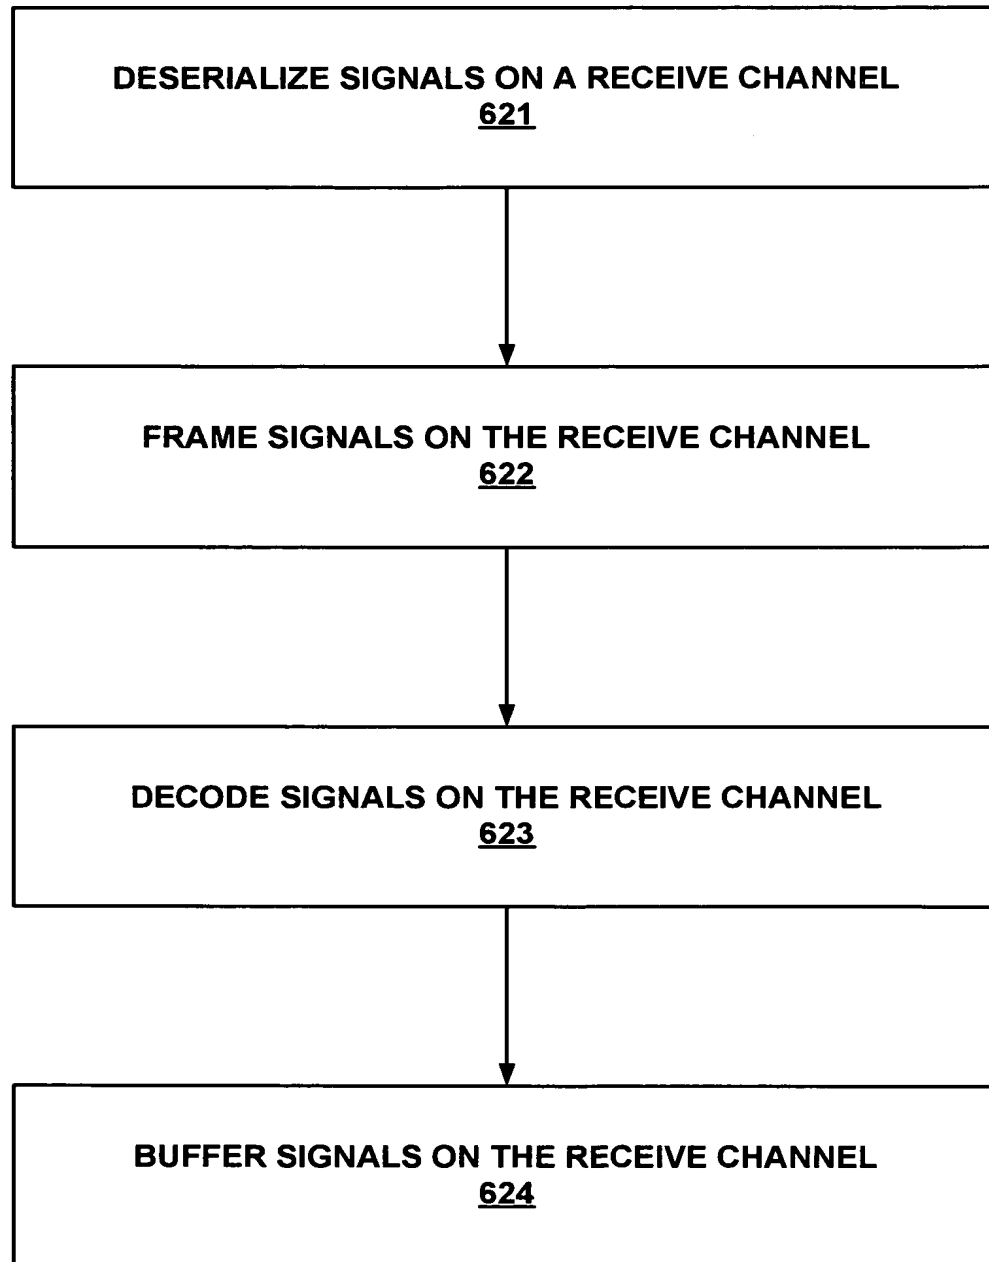 DESERIALIZE SIGNALS ON A RECEIVE CHANNEL
621
FRAME SIGNALS ON THE RECEIVE CHANNEL
622
DECODE SIGNALS ON THE RECEIVE CHANNEL
623
BUFFER SIGNALS ON THE RECEIVE CHANNEL
624